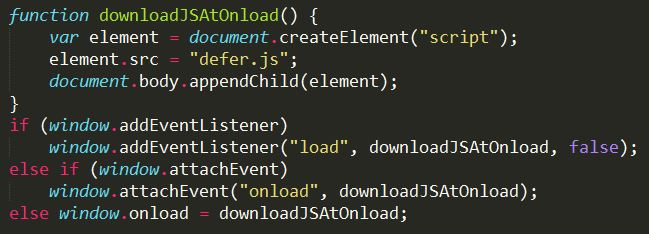 function downloadJSAtOnload() {
    var element = document.createElement("script");
    element.src = "defer.js";
    document.body.appendChild(element);
}
if (window.addEventListener)
    window.addEventListener("load", downloadJSAtOnload, false);
else if (window.attachEvent)
    window.attachEvent("onload", downloadJSAtOnload);
else window.onload = downloadJSAtOnload;